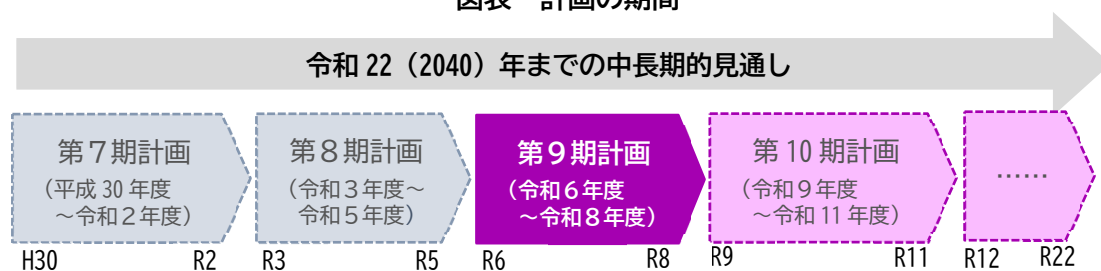 図表　計画の期間
令和 22（2040）年までの中長期的見通し
第７期計画
（平成 30 年度
～令和２年度）
第８期計画
（令和３年度～
令和５年度）
第９期計画
（令和６年度
～令和８年度）
第 10 期計画
（令和９年度
～令和 11 年度）
……
H30 R2 R3 R5 R6 R8 R9 R11 R12 R22